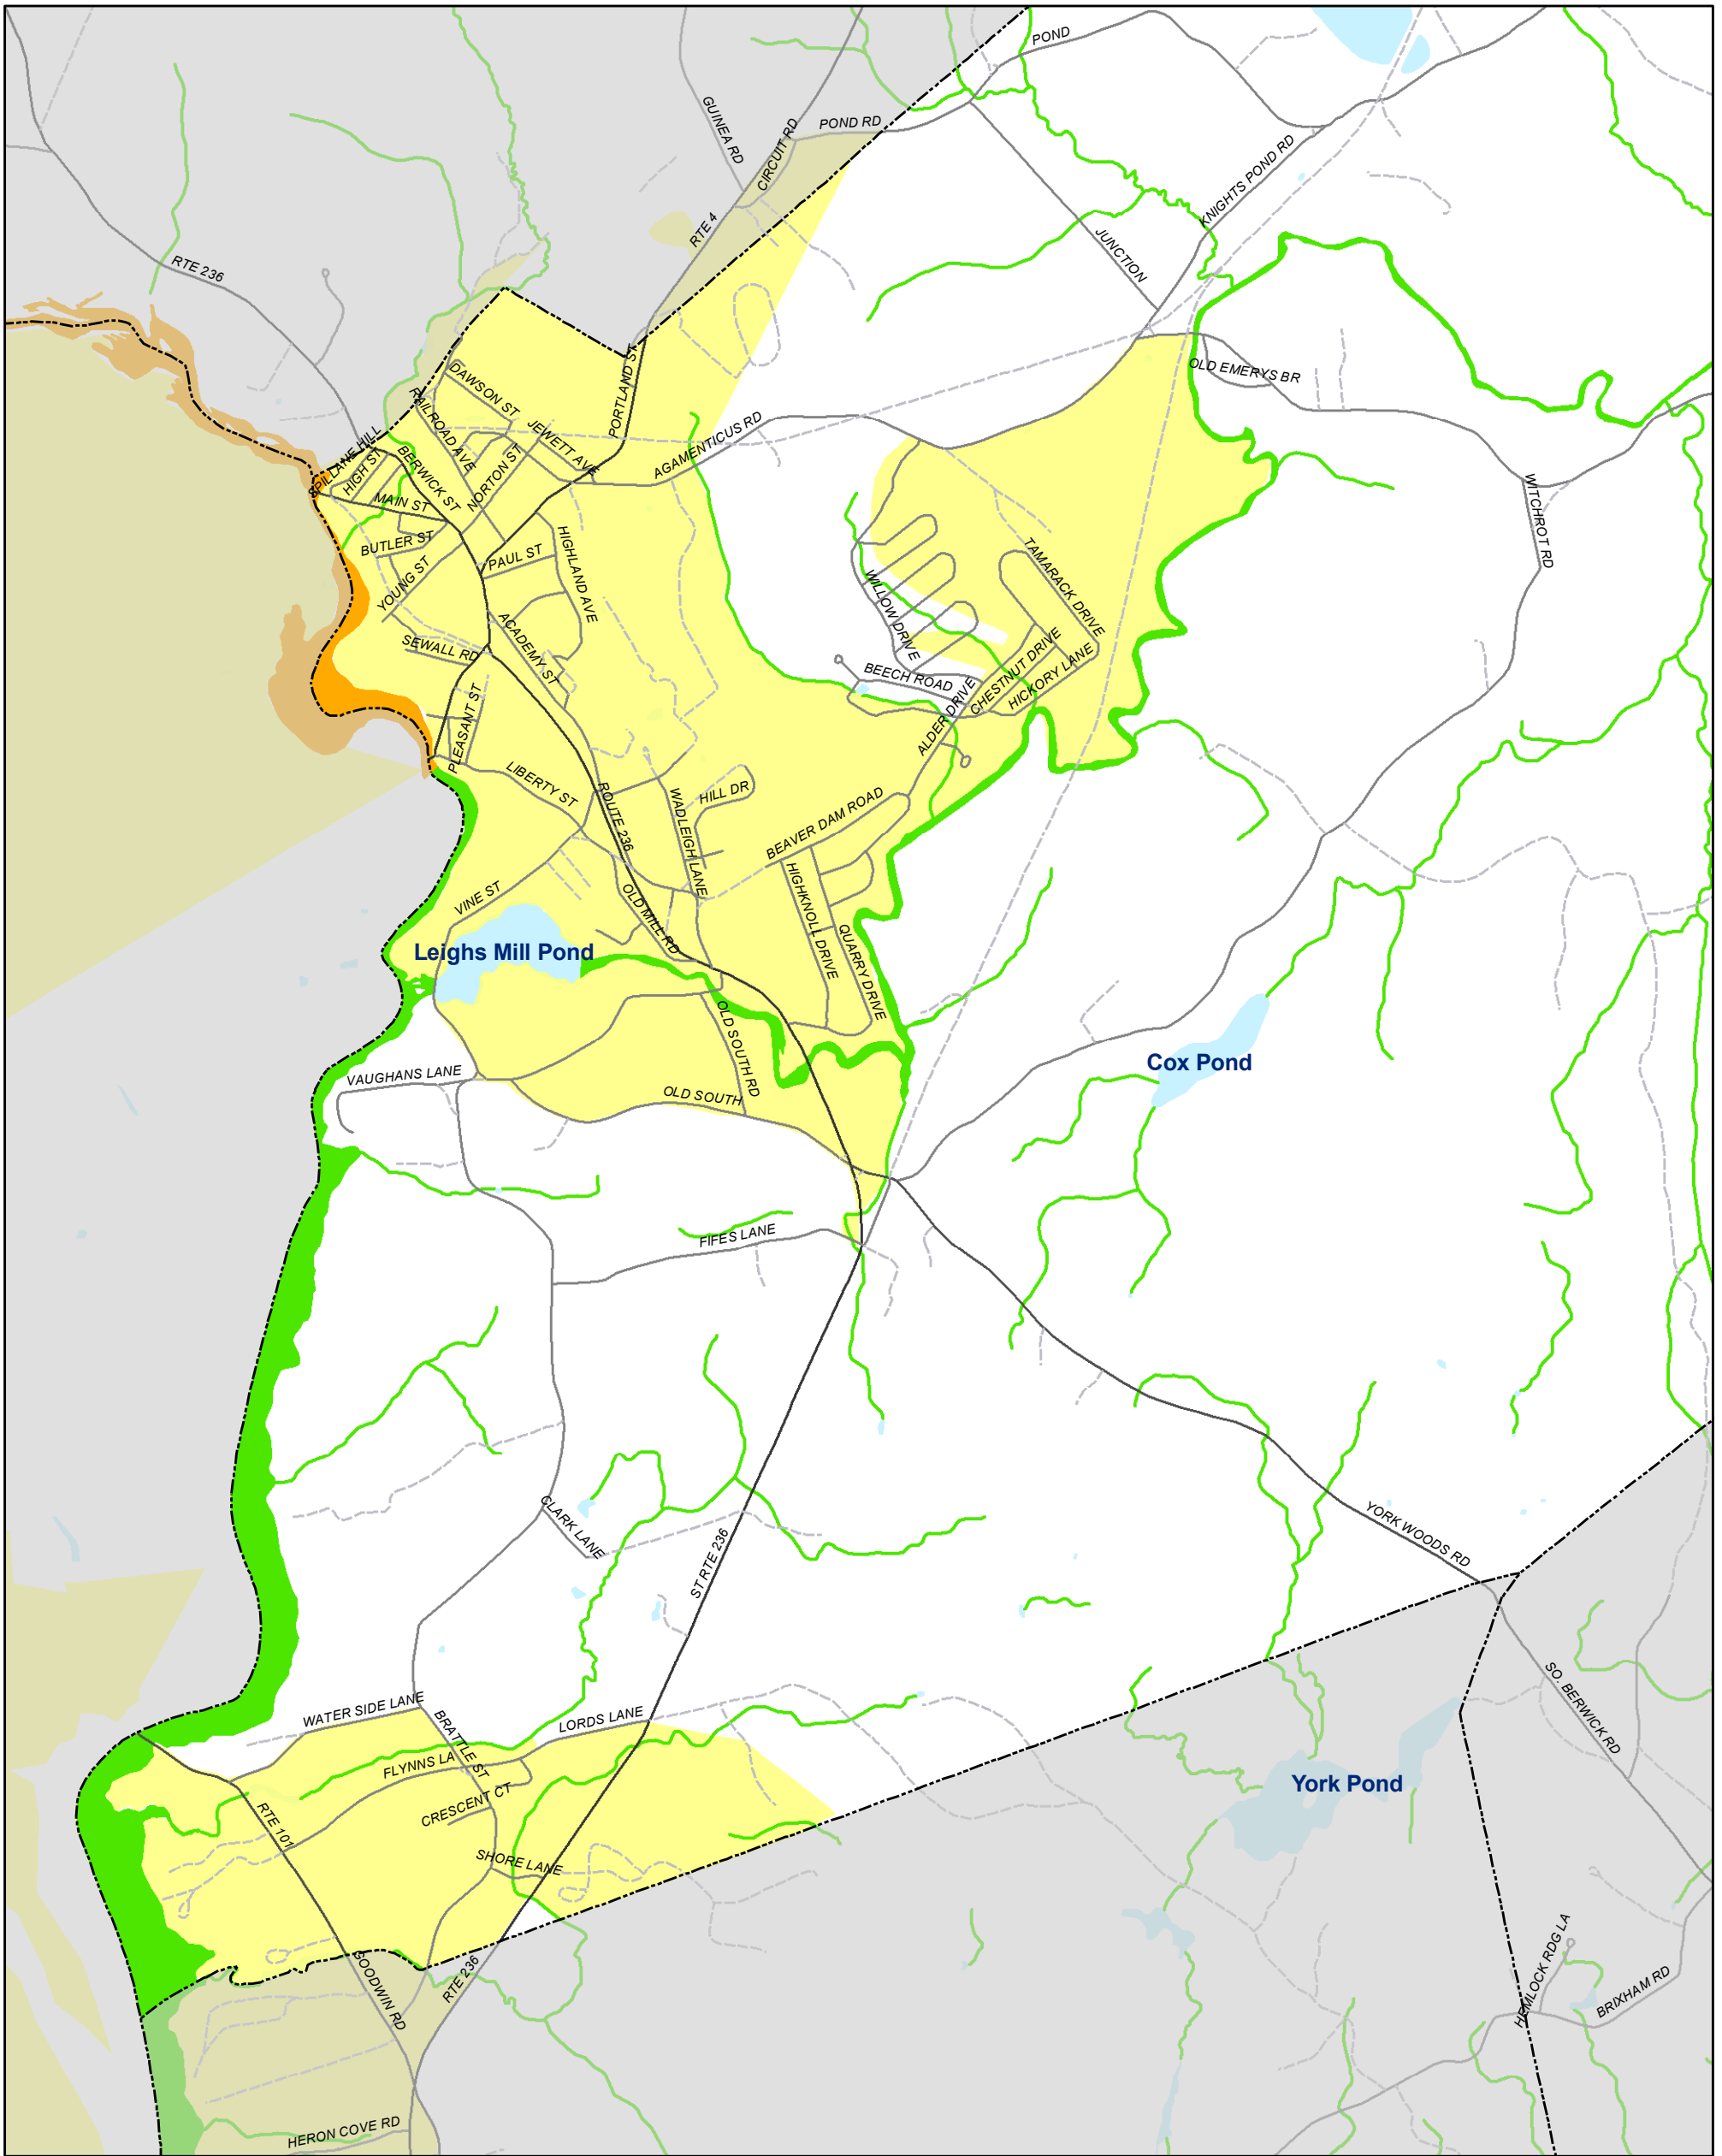 POND
GUINEA RD
CIRCUIT RD
POND RD
KNIGHTS POND RD
RTE 4
JUNCTION
RTE 236
OLD EMERYS BR
DAWSON ST
PORTLAND ST
RAILROAD AVE
JEWETT AVE
AGAMENTICUS RD
SPILLANE HILL
HIGH ST
BERWICK ST
NORTON ST
MAIN ST
WITCHROT RD
BUTLER ST
PAUL ST
HIGHLAND AVE
YOUNG ST
TAMARACK DRIVE
WILLOW DRIVE
ACADEMY ST
SEWALL RD
CHESTNUT DRIVE
HICKORY LANE
BEECH ROAD
ALDER DRIVE
PLEASANT ST
LIBERTY ST
ROUTE 236
WADLEIGH LANE
HILL DR
BEAVER DAM ROAD
VINE ST
OLD MILL RD
HIGHKNOLL DRIVE
QUARRY DRIVE
Leighs Mill Pond
OLD SOUTH RD
Cox Pond
VAUGHANS LANE
OLD SOUTH
FIFES LANE
CLARK LANE
ST RTE 236
YORK WOODS RD
SO. BERWICK RD
WATER SIDE LANE
BRATTLE ST
LORDS LANE
FLYNNS LA
York Pond
CRESCENT CT
RTE 101
SHORE LANE
GOODWIN RD
RTE 236
HEMLOCK RDG LA
BRIXHAM RD
HERON COVE RD